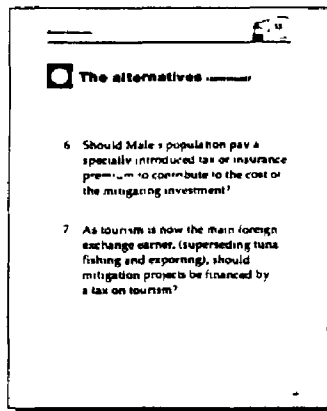 The alternatives (continued)
6 Should Male's population pay a
specially introduced tax or insurance
premium to contribute to the cost of
the mitigating investment?
7 As tourism is now the main foreign
exchange earner, (superseding tuna
fishing and exporting), should
mitigation projects be financed by
a tax on tourism?